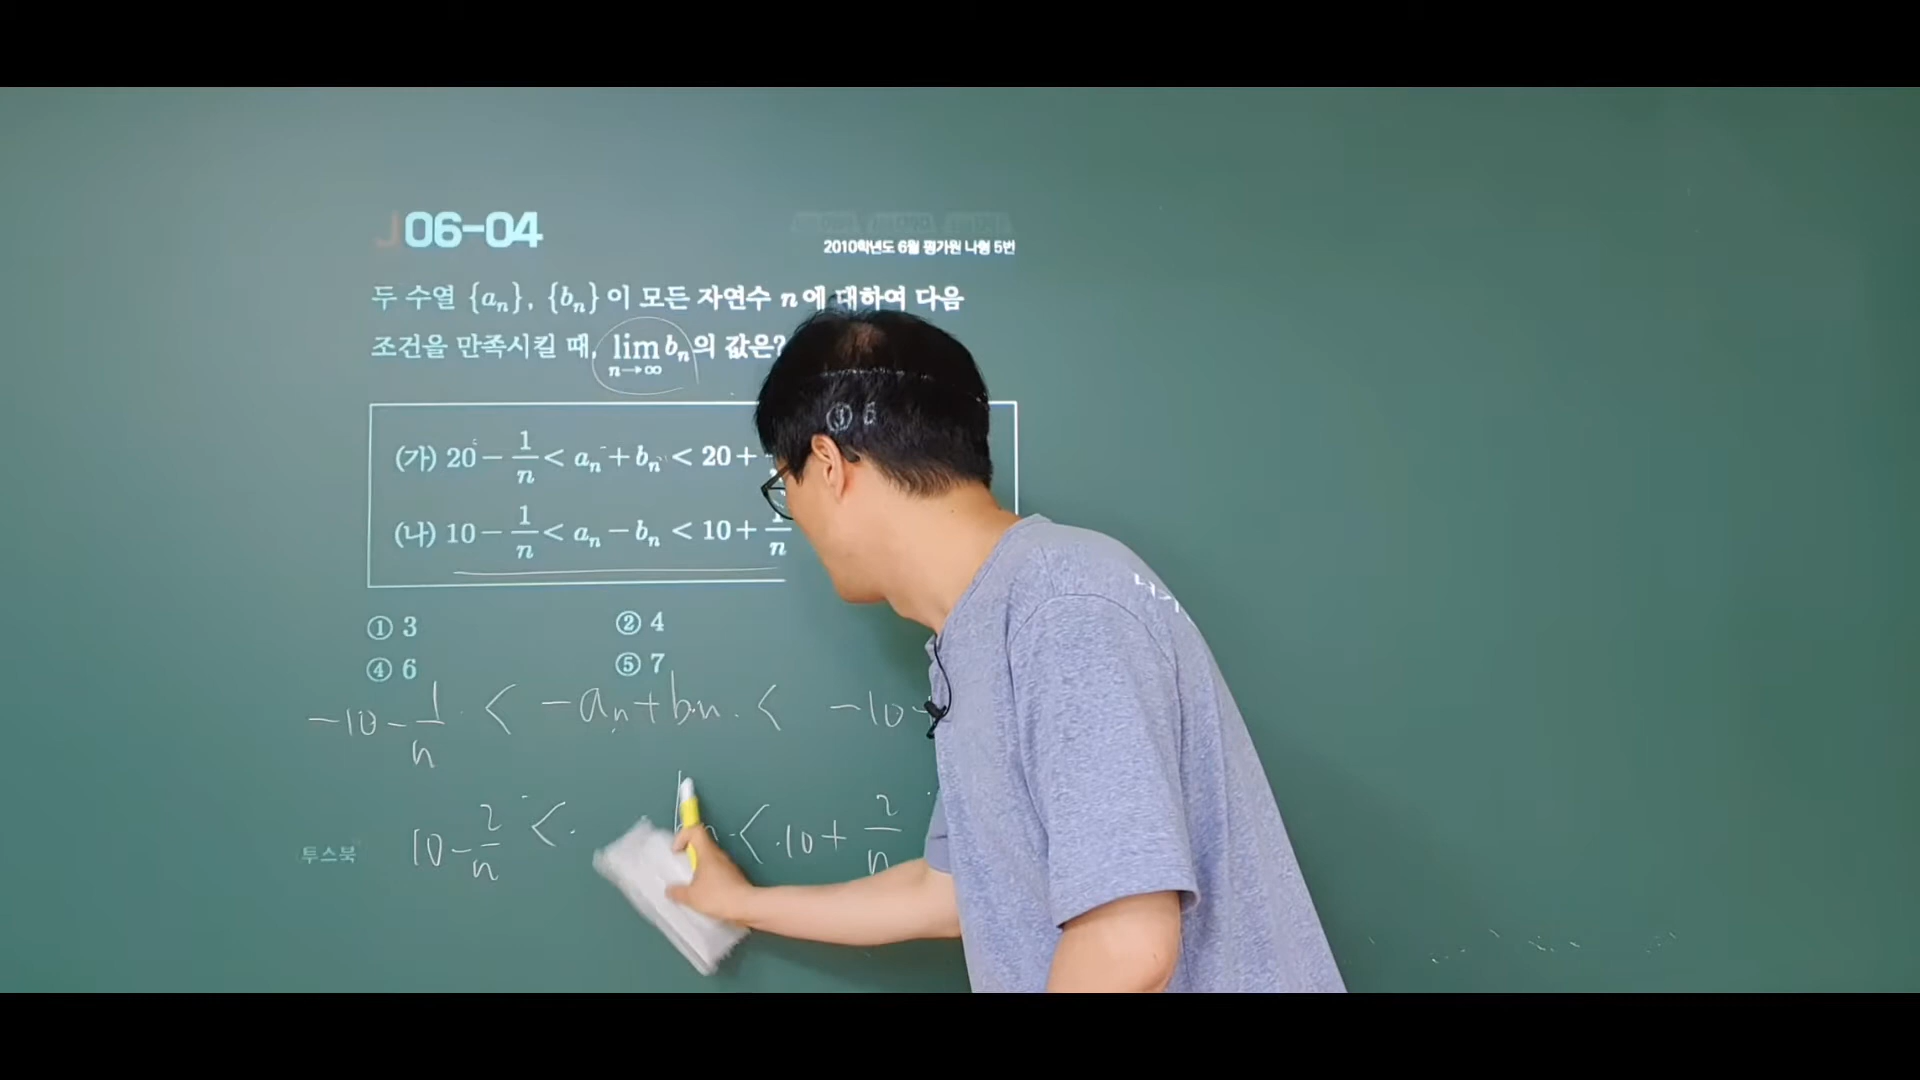 J06-04
2010학년도 6월 평가원 나형 5번
두 수열 {aₙ}, {bₙ}이 모든 자연수 n에 대하여 다음
조건을 만족시킬 때, lim n→∞ bₙ의 값은?
(가) 20 - 1/n < aₙ + bₙ < 20 +
(나) 10 - 1/n < aₙ - bₙ < 10 + 1/n
① 3 ② 4 ③ 5
④ 6 ⑤ 7
-10 - 1/n < -aₙ + bₙ < -10
10 - 2/n < bₙ < 10 + 2/n
투스북